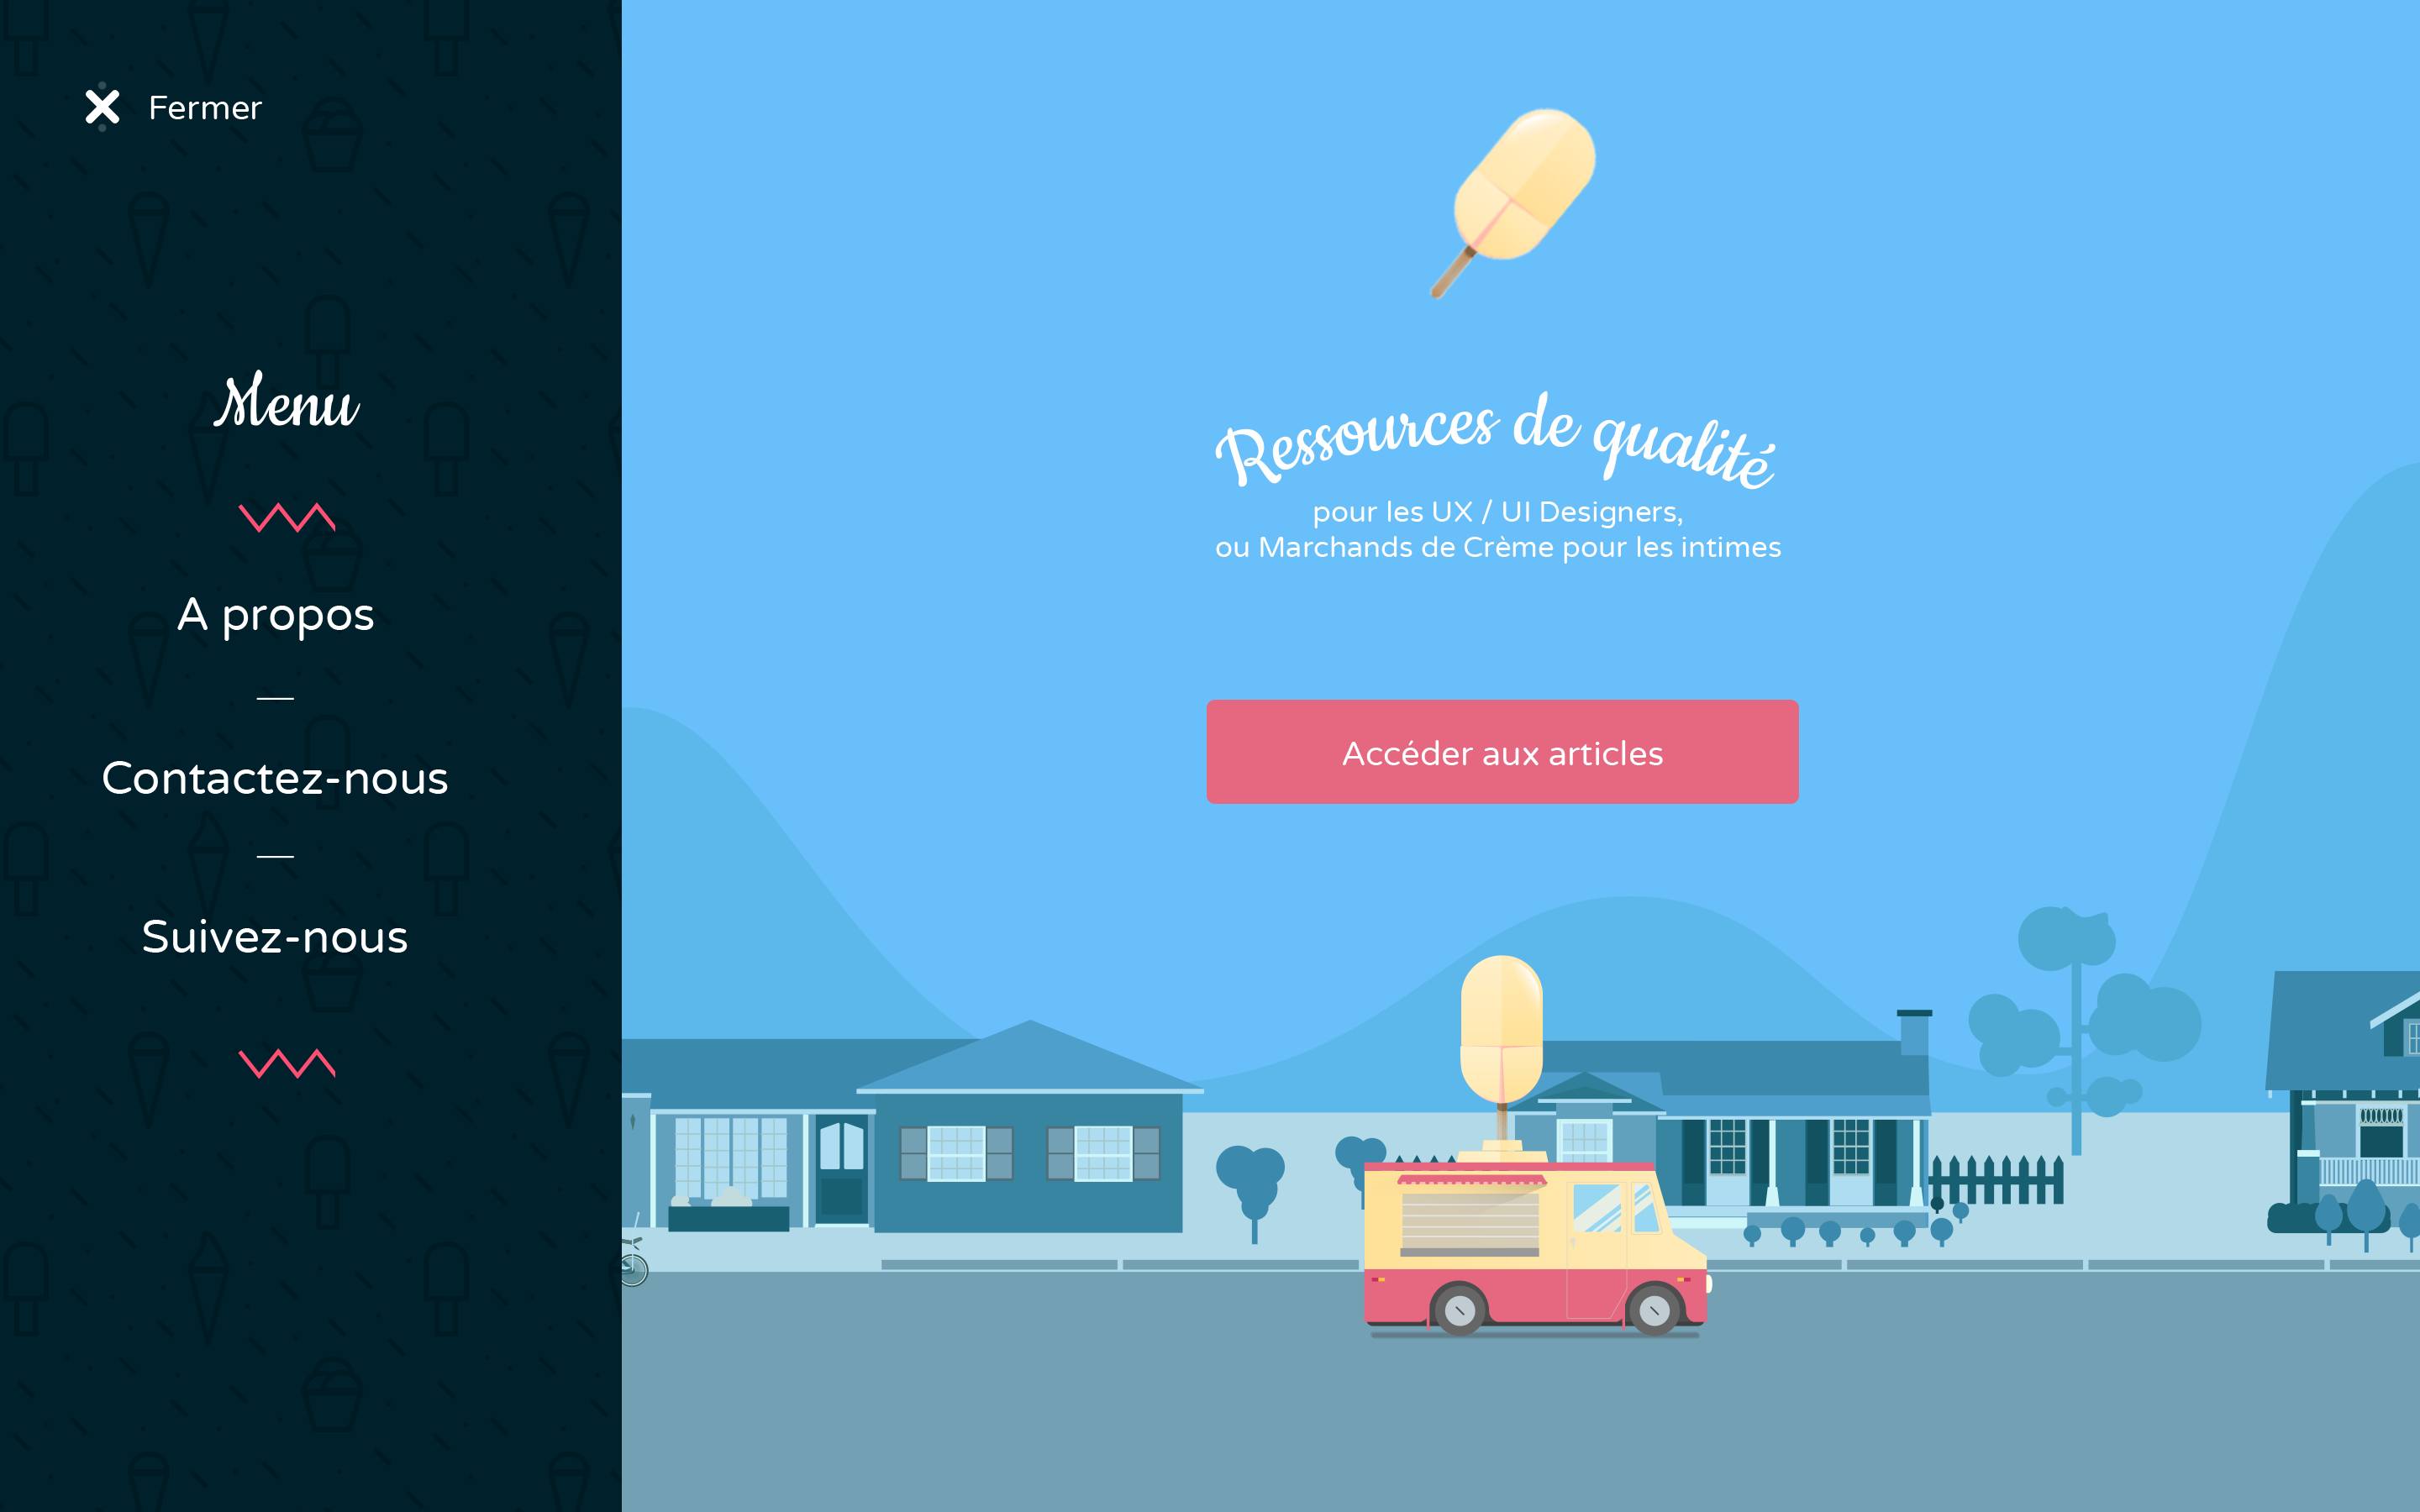 Fermer
Menu
A propos
Contactez-nous
Suivez-nous
Ressources de qualité
pour les UX / UI Designers,
ou Marchands de Crème pour les intimes
Accéder aux articles